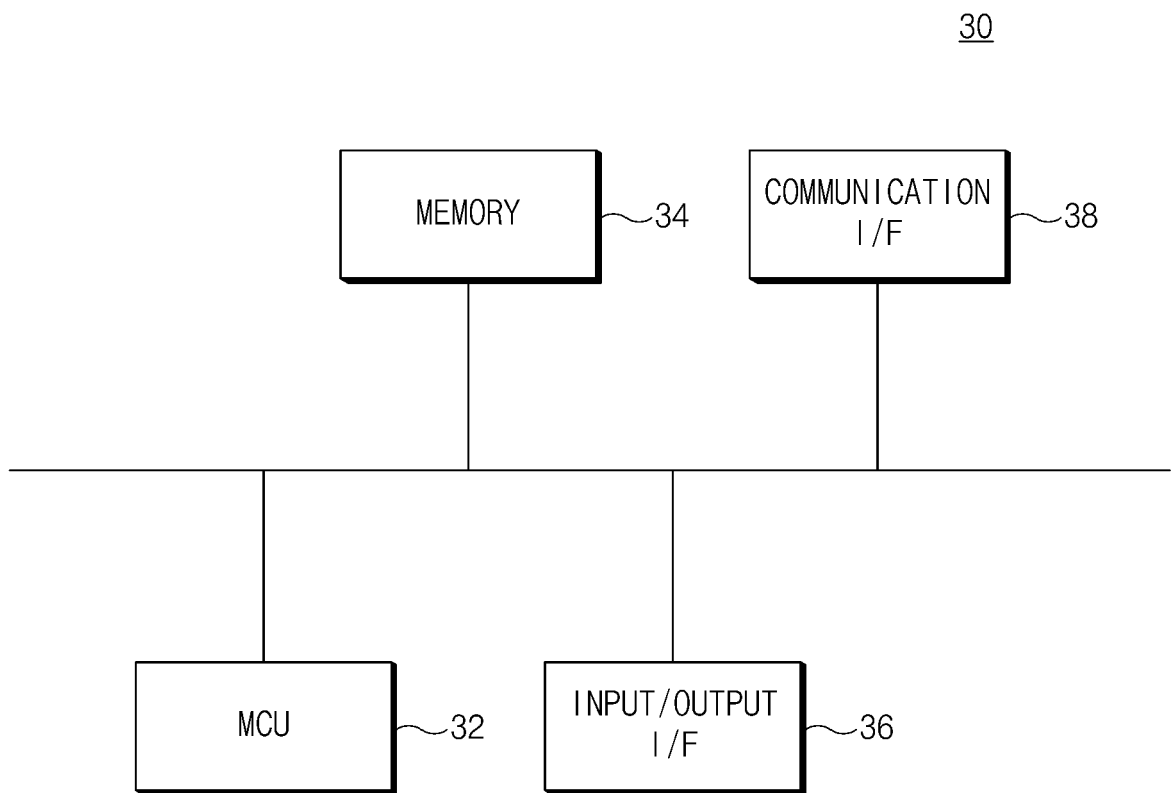 30
MEMORY
34
COMMUNICATION
I/F
38
MCU
32
INPUT/OUTPUT
I/F
36